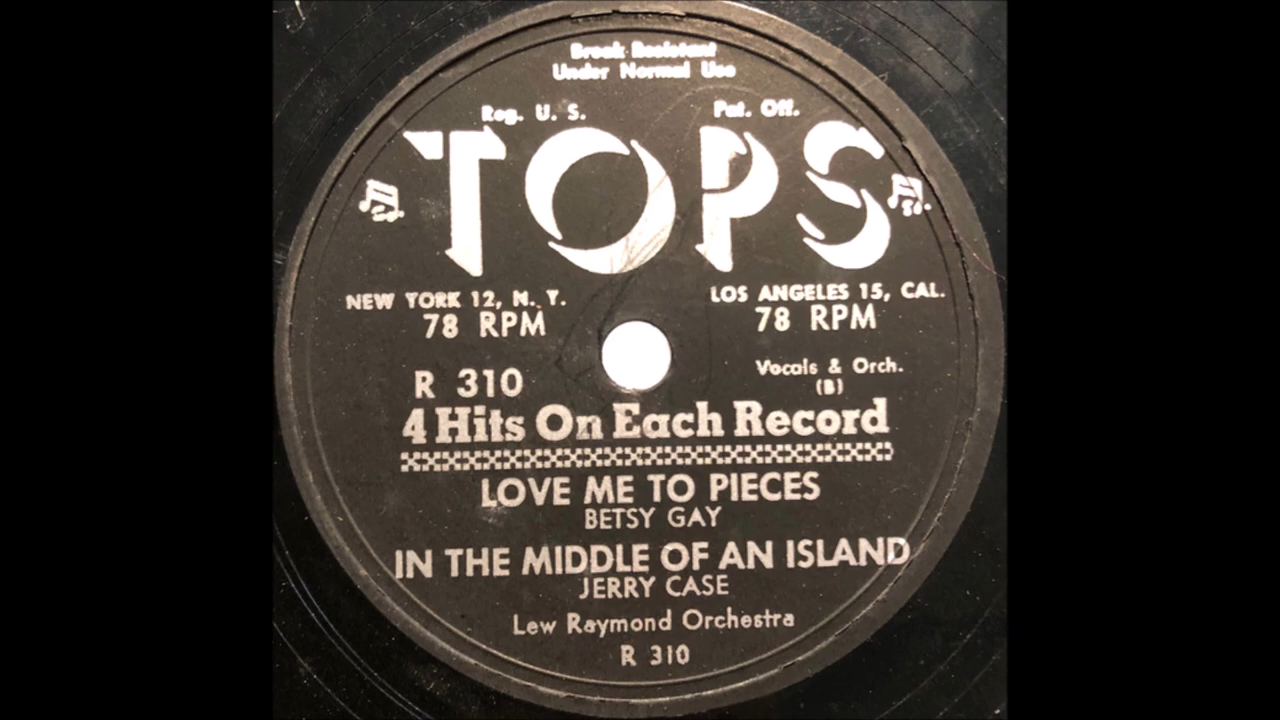 Break Resistant
Under Normal Use
Reg. U. S. Pat. Off.
TOPS
NEW YORK 12, N. Y. LOS ANGELES 15, CAL.
78 RPM 78 RPM
R 310 Vocals & Orch.
(B)
4 Hits On Each Record
LOVE ME TO PIECES
BETSY GAY
IN THE MIDDLE OF AN ISLAND
JERRY CASE
Lew Raymond Orchestra
R 310